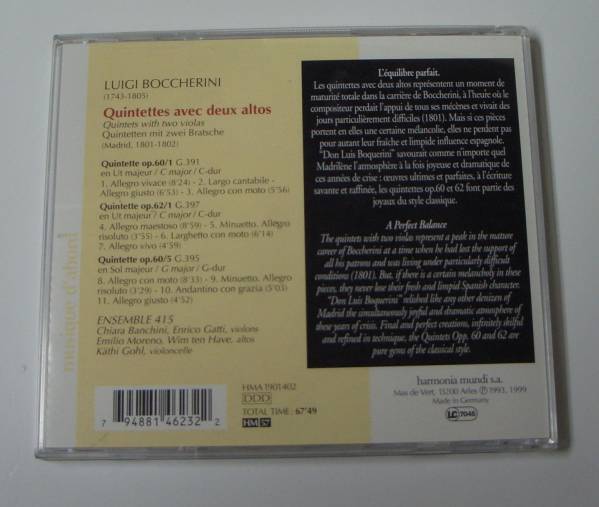 LUIGI BOCCHERINI
(1743-1805)
Quintettes avec deux altos
Quintets with two violas
Quintetten mit zwei Bratsche
(Madrid, 1801-1802)
Quintette op.60/1 G.391
en Ut majeur / C major / C-dur
1. Allegro vivace (8'24) - 2. Largo cantabile -
Allegro giusto (6'53) - 3. Allegro con moto (5'56)
Quintette op.62/1 G.397
en Ut majeur / C major / C-dur
4. Allegro maestoso (8'59) - 5. Minuetto. Allegro
risoluto (3'55) - 6. Larghetto con moto (6'14)
7. Allegro vivo (4'59)
Quintette op.60/5 G.395
en Sol majeur / G major / G-dur
8. Allegro con moto (8'33) - 9. Minuetto. Allegro
risoluto (3'29) - 10. Andantino con grazia (5'03)
11. Allegro giusto (4'52)
ENSEMBLE 415
Chiara Banchini, Enrico Gatti, violons
Emilio Moreno, Wim ten Have, altos
Käthi Gohl, violoncelle
7 94881 46232 2
HMA 1901402
DDD
TOTAL TIME : 67'49
HM 57
musique d'abord
L'équilibre parfait.
Les quintettes avec deux altos représentent un moment de
maturité totale dans la carrière de Boccherini, à l'heure où le
compositeur perdait l'appui de tous ses mécènes et vivait des
jours particulièrement difficiles (1801). Mais si ces pièces
portent en elles une certaine mélancolie, elles ne perdent pas
pour autant leur fraîche et limpide influence espagnole.
"Don Luis Boquerini" savourait comme n'importe quel
Madrilène l'atmosphère à la fois joyeuse et dramatique de
ces années de crise : œuvres ultimes et parfaites, à l'écriture
savante et raffinée, les quintettes op.60 et 62 font partie des
joyaux du style classique.
A Perfect Balance
The quintets with two violas represent a peak in the mature
career of Boccherini at a time when he had lost the support of
all his patrons and was living under particularly difficult
conditions (1801). But, if there is a certain melancholy in these
pieces, they never lose their fresh and limpid Spanish character.
"Don Luis Boquerini" relished like any other denizen of
Madrid the simultaneously joyful and dramatic atmosphere of
these years of crisis. Final and perfect creations, infinitely skilful
and refined in technique, the Quintets Opp. 60 and 62 are
pure gems of the classical style.
harmonia mundi s.a.
Mas de Vert, 13200 Arles ℗ 1993, 1999
Made in Germany
LC 7045